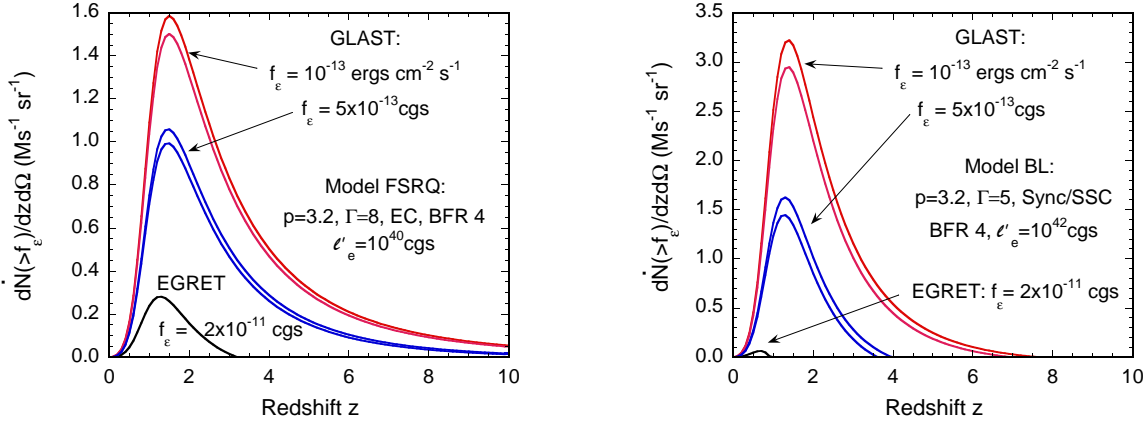 1.6
1.4
1.2
1.0
0.8
0.6
0.4
0.2
0.0
dṄ(>f_ε)/dzdΩ (Ms⁻¹ sr⁻¹)
GLAST:
f_ε = 10⁻¹³ ergs cm⁻² s⁻¹
f_ε = 5x10⁻¹³cgs
Model FSRQ:
p=3.2, Γ=8, EC, BFR 4
ℓ'_e=10⁴⁰cgs
EGRET
f_ε = 2x10⁻¹¹ cgs
0 2 4 6 8 10
Redshift z
3.5
3.0
2.5
2.0
1.5
1.0
0.5
0.0
dṄ(>f_ε)/dzdΩ (Ms⁻¹ sr⁻¹)
GLAST:
f_ε = 10⁻¹³ ergs cm⁻² s⁻¹
f_ε = 5x10⁻¹³cgs
Model BL:
p=3.2, Γ=5, Sync/SSC
BFR 4, ℓ'_e=10⁴²cgs
EGRET: f_ε = 2x10⁻¹¹ cgs
0 2 4 6 8 10
Redshift z